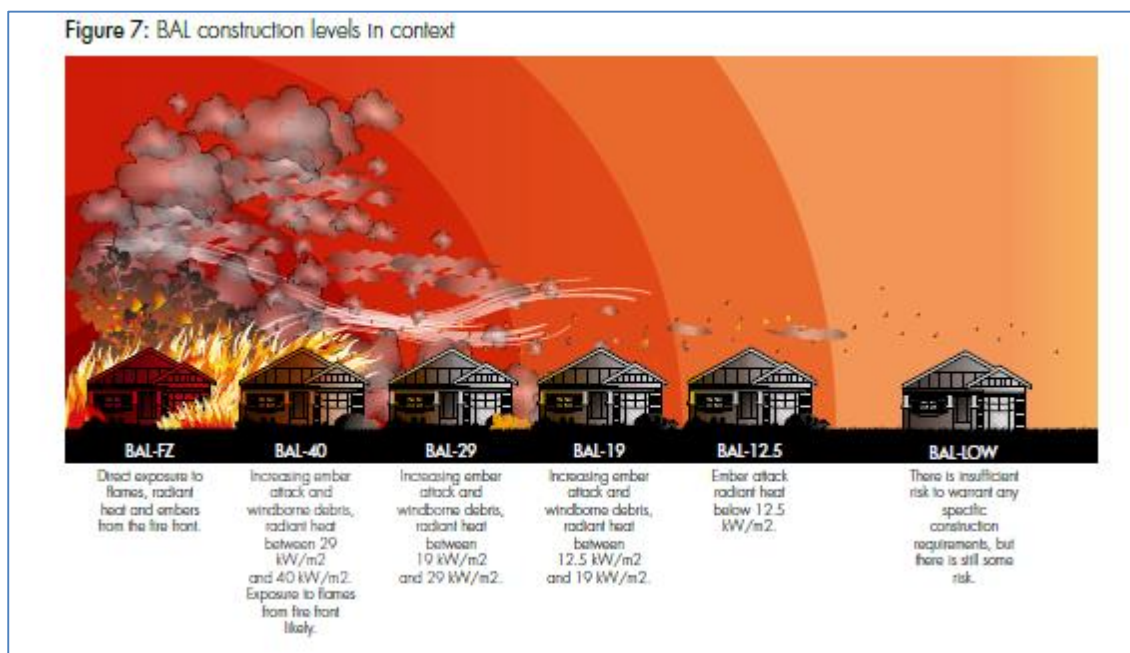 Figure 7: BAL construction levels in context
BAL-FZ
Direct exposure to
flames, radiant
heat and embers
from the fire front.
BAL-40
Increasing ember
attack and
windborne debris,
radiant heat
between 29
kW/m2
and 40 kW/m2.
Exposure to flames
from fire front
likely.
BAL-29
Increasing ember
attack and
windborne debris,
radiant heat
between
19 kW/m2
and 29 kW/m2.
BAL-19
Increasing ember
attack and
windborne debris,
radiant heat
between
12.5 kW/m2
and 19 kW/m2.
BAL-12.5
Ember attack
radiant heat
below 12.5
kW/m2.
BAL-LOW
There is insufficient
risk to warrant any
specific
construction
requirements, but
there is still some
risk.